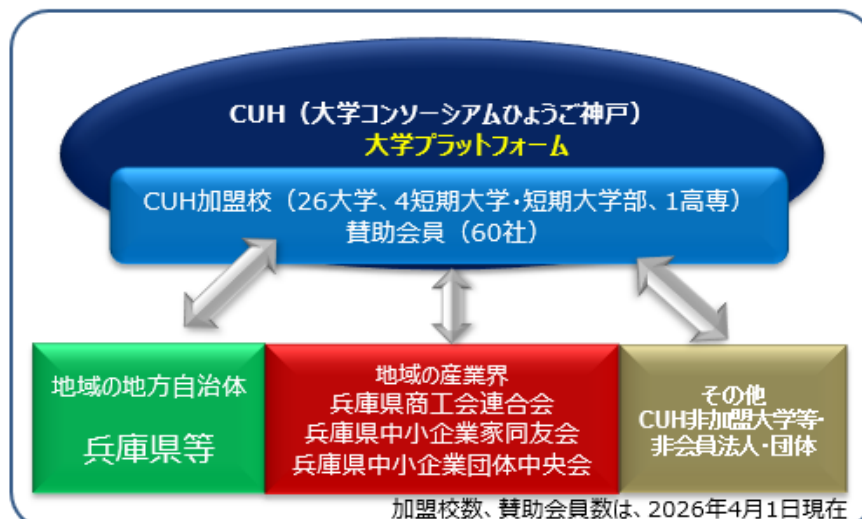 CUH（大学コンソーシアムひょうご神戸）
大学プラットフォーム
CUH加盟校（26大学、4短期大学・短期大学部、1高専）
賛助会員（60社）
地域の地方自治体
兵庫県等
地域の産業界
兵庫県商工会連合会
兵庫県中小企業家同友会
兵庫県中小企業団体中央会
その他
CUH非加盟大学等・
非会員法人・団体
加盟校数、賛助会員数は、2026年4月1日現在